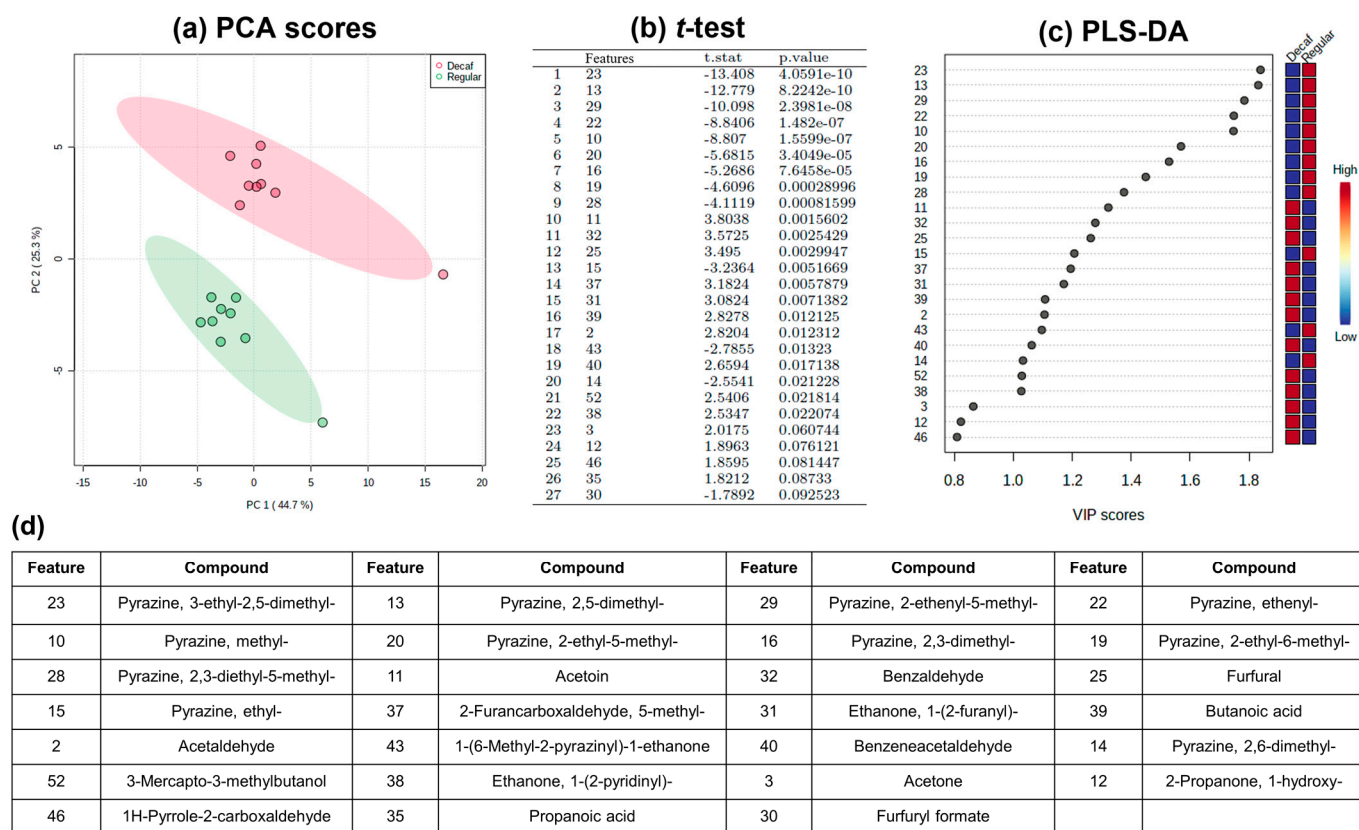 (a) PCA scores
Decaf
Regular
5
0
-5
PC 2 ( 25.3 %)
-15 -10 -5 0 5 10 15 20
PC 1 ( 44.7 %)
(b) t-test
Features t.stat p.value
1 23 -13.408 4.0591e-10
2 13 -12.779 8.2242e-10
3 29 -10.098 2.3981e-08
4 22 -8.8406 1.482e-07
5 10 -8.807 1.5599e-07
6 20 -5.6815 3.4049e-05
7 16 -5.2686 7.6458e-05
8 19 -4.6096 0.00028996
9 28 -4.1119 0.00081599
10 11 3.8038 0.0015602
11 32 3.5725 0.0025429
12 25 3.495 0.0029947
13 15 -3.2364 0.0051669
14 37 3.1824 0.0057879
15 31 3.0824 0.0071382
16 39 2.8278 0.012125
17 2 2.8204 0.012312
18 43 -2.7855 0.01323
19 40 2.6594 0.017138
20 14 -2.5541 0.021228
21 52 2.5406 0.021814
22 38 2.5347 0.022074
23 3 2.0175 0.060744
24 12 1.8963 0.076121
25 46 1.8595 0.081447
26 35 1.8212 0.08733
27 30 -1.7892 0.092523
(c) PLS-DA
Decaf
Regular
23
13
29
22
10
20
16
19
28
11
32
25
15
37
31
39
2
43
40
14
52
38
3
12
46
0.8 1.0 1.2 1.4 1.6 1.8
VIP scores
High
Low
(d)
Feature Compound Feature Compound Feature Compound Feature Compound
23 Pyrazine, 3-ethyl-2,5-dimethyl- 13 Pyrazine, 2,5-dimethyl- 29 Pyrazine, 2-ethenyl-5-methyl- 22 Pyrazine, ethenyl-
10 Pyrazine, methyl- 20 Pyrazine, 2-ethyl-5-methyl- 16 Pyrazine, 2,3-dimethyl- 19 Pyrazine, 2-ethyl-6-methyl-
28 Pyrazine, 2,3-diethyl-5-methyl- 11 Acetoin 32 Benzaldehyde 25 Furfural
15 Pyrazine, ethyl- 37 2-Furancarboxaldehyde, 5-methyl- 31 Ethanone, 1-(2-furanyl)- 39 Butanoic acid
2 Acetaldehyde 43 1-(6-Methyl-2-pyrazinyl)-1-ethanone 40 Benzeneacetaldehyde 14 Pyrazine, 2,6-dimethyl-
52 3-Mercapto-3-methylbutanol 38 Ethanone, 1-(2-pyridinyl)- 3 Acetone 12 2-Propanone, 1-hydroxy-
46 1H-Pyrrole-2-carboxaldehyde 35 Propanoic acid 30 Furfuryl formate